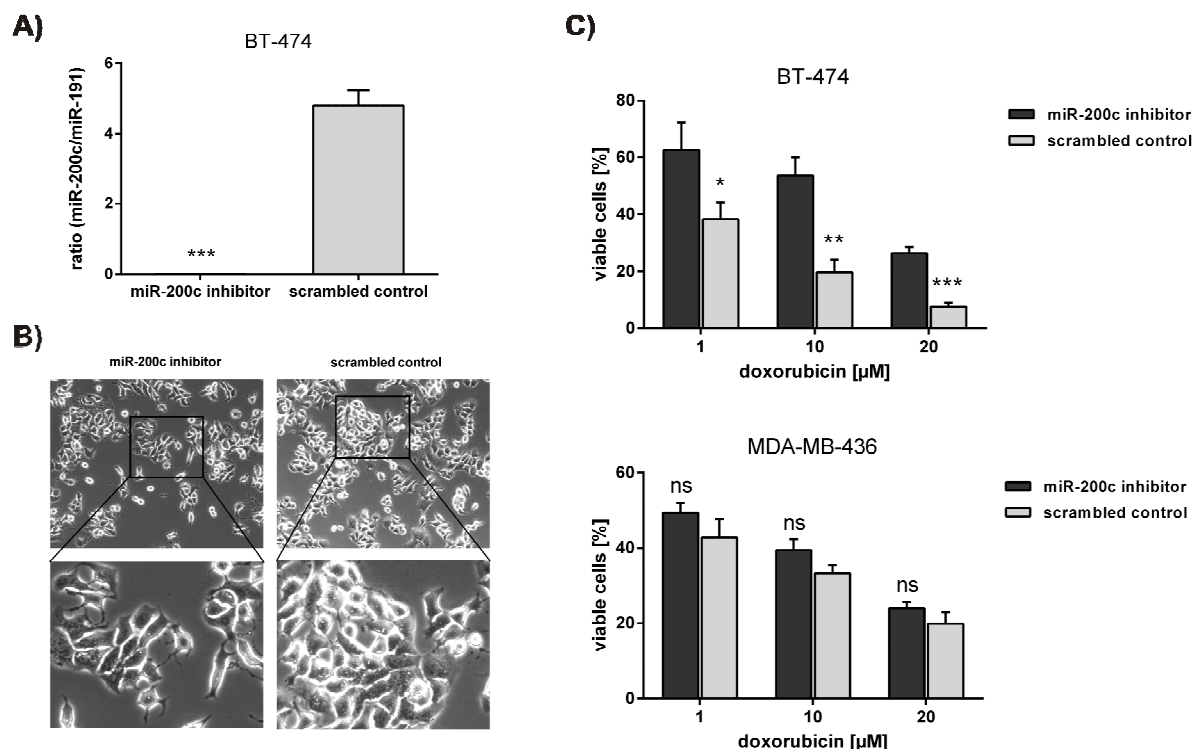 A)
BT-474
ratio (miR-200c/miR-191)
6
4
2
0
***
miR-200c inhibitor
scrambled control
B)
miR-200c inhibitor
scrambled control
C)
BT-474
viable cells [%]
80
60
40
20
0
*
**
***
1
10
20
doxorubicin [µM]
miR-200c inhibitor
scrambled control
MDA-MB-436
viable cells [%]
60
40
20
0
ns
ns
ns
1
10
20
doxorubicin [µM]
miR-200c inhibitor
scrambled control